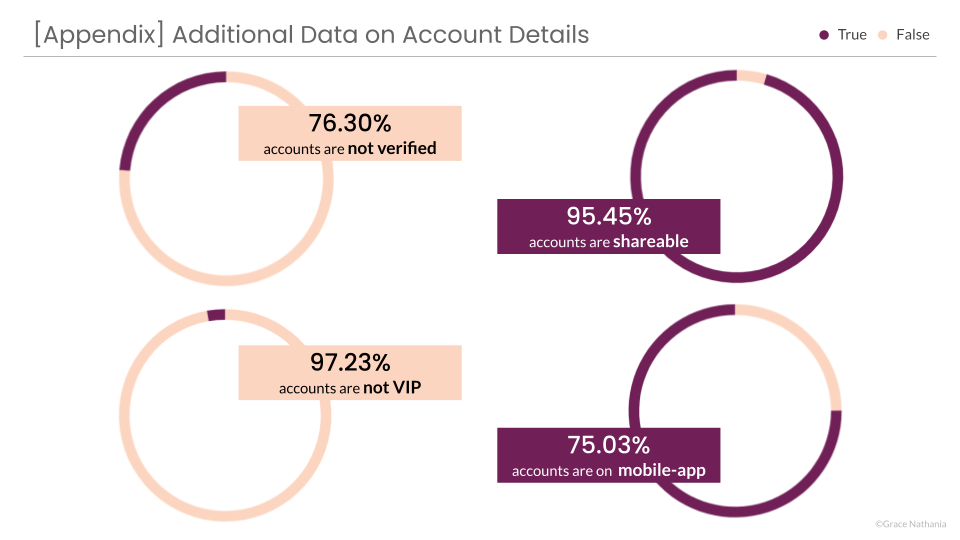 [Appendix] Additional Data on Account Details
True False
76.30%
accounts are not verified
95.45%
accounts are shareable
97.23%
accounts are not VIP
75.03%
accounts are on mobile-app
©Grace Nathania